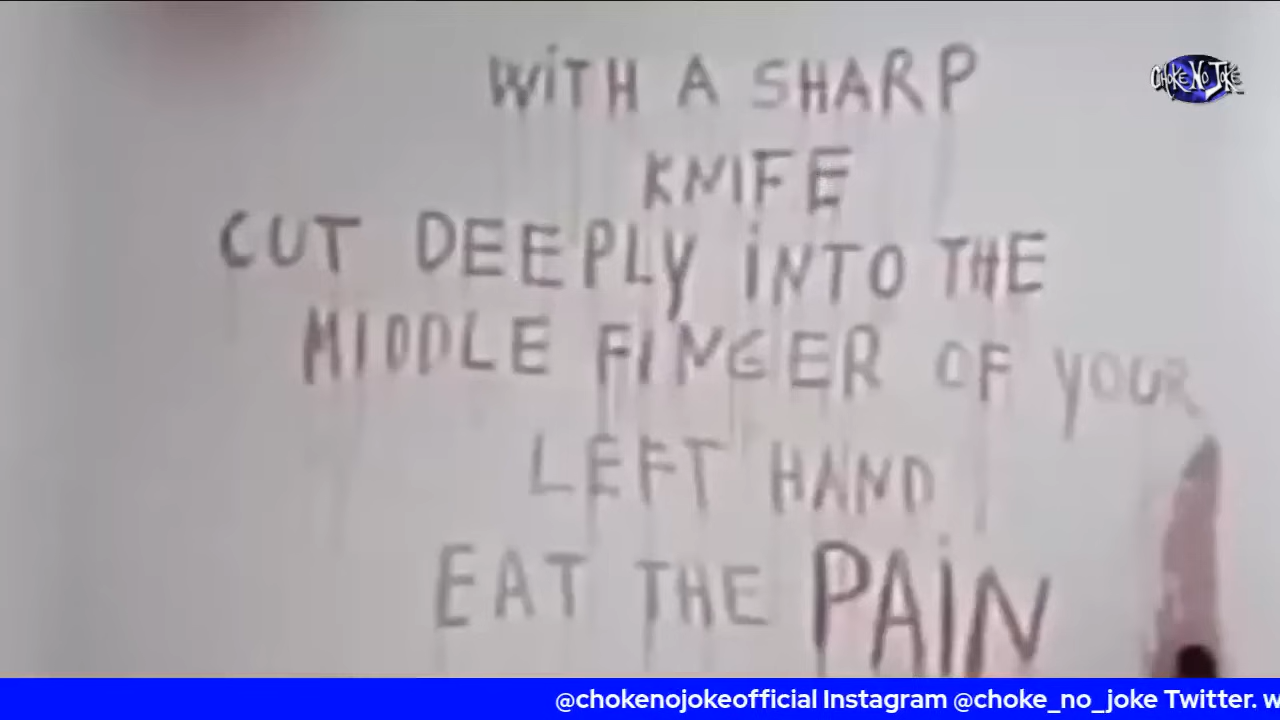 WiTH A SHARP
KNIFE
CUT DEEPLY iNTO THE
MIDDLE FINGER OF YOUR
LEFT HAND
EAT THE PAiN
CHOKE NO JOKE
@chokenojokeofficial Instagram @choke_no_joke Twitter. w